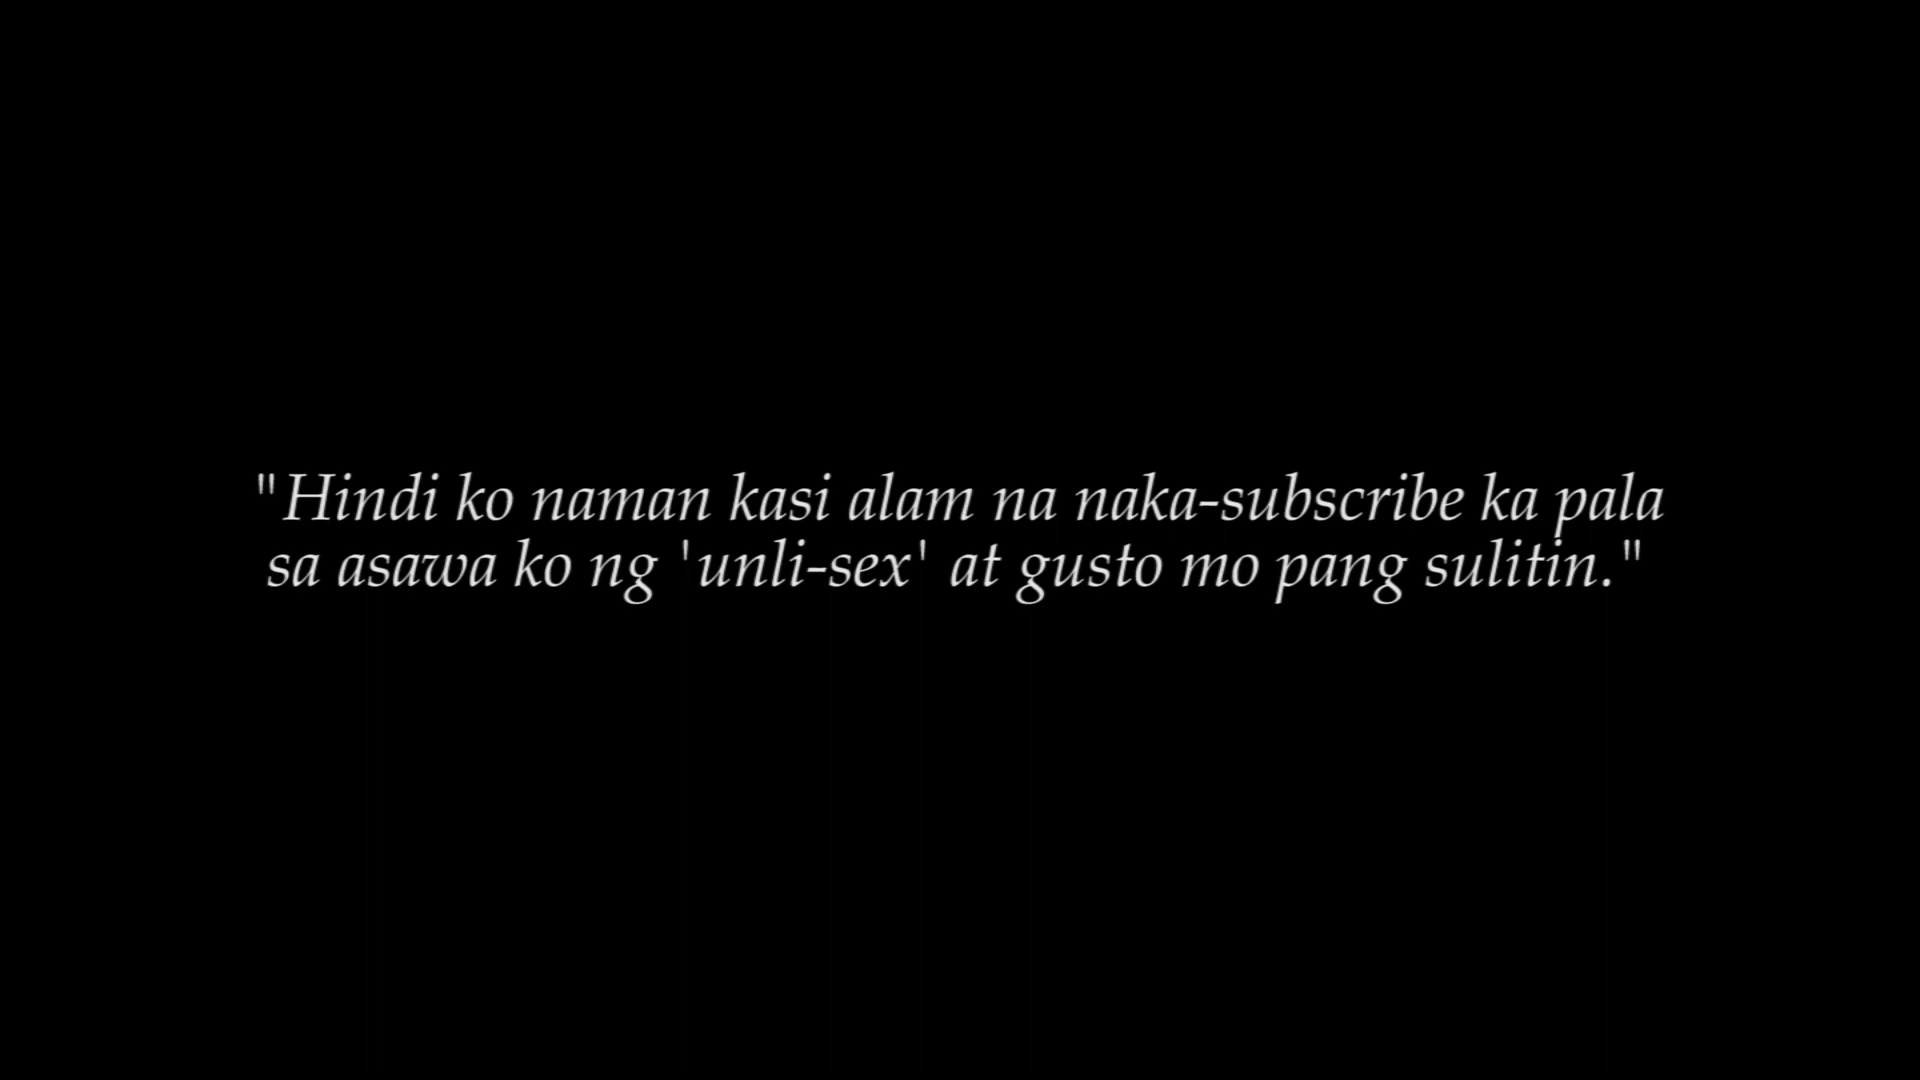 "Hindi ko naman kasi alam na naka-subscribe ka pala
sa asawa ko ng 'unli-sex' at gusto mo pang sulitin."